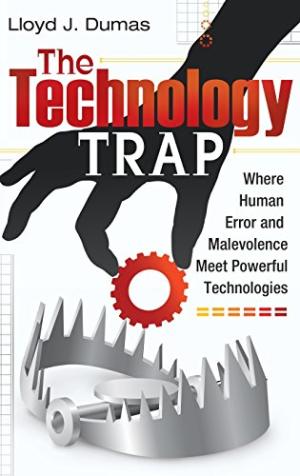 Lloyd J. Dumas
The
Technology
TRAP
Where
Human
Error and
Malevolence
Meet Powerful
Technologies